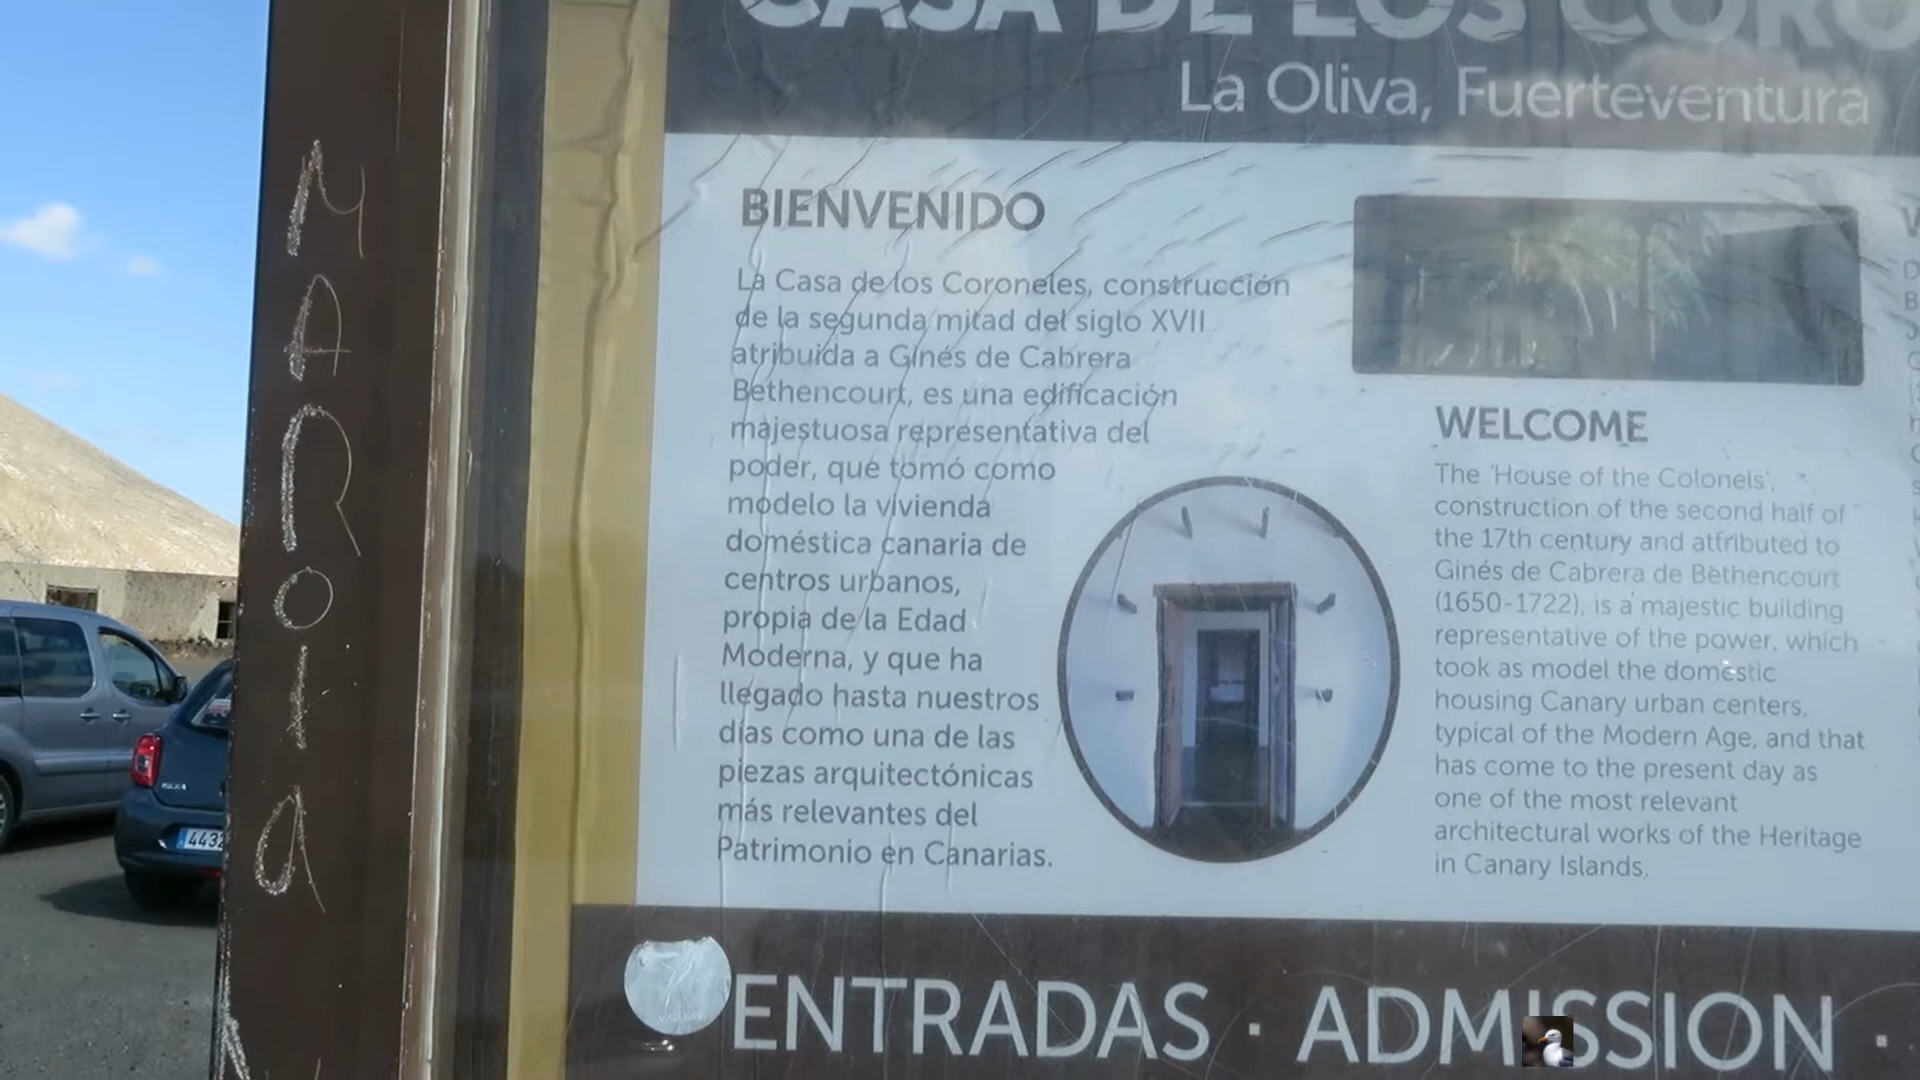 CASA DE LOS
La Oliva, Fuerteventura
BIENVENIDO
La Casa de los Coroneles, construcción
de la segunda mitad del siglo XVII
atribuida a Ginés de Cabrera
Bethencourt, es una edificación
majestuosa representativa del
poder, que tomó como
modelo la vivienda
doméstica canaria de
centros urbanos,
propia de la Edad
Moderna, y que ha
llegado hasta nuestros
días como una de las
piezas arquitectónicas
más relevantes del
Patrimonio en Canarias.
WELCOME
The 'House of the Colonels',
construction of the second half of
the 17th century and attributed to
Ginés de Cabrera de Bèthencourt
(1650-1722), is a majestic building
representative of the power, which
took as model the domestic
housing Canary urban centers,
typical of the Modern Age, and that
has come to the present day as
one of the most relevant
architectural works of the Heritage
in Canary Islands.
ENTRADAS · ADMISSION ·
4432